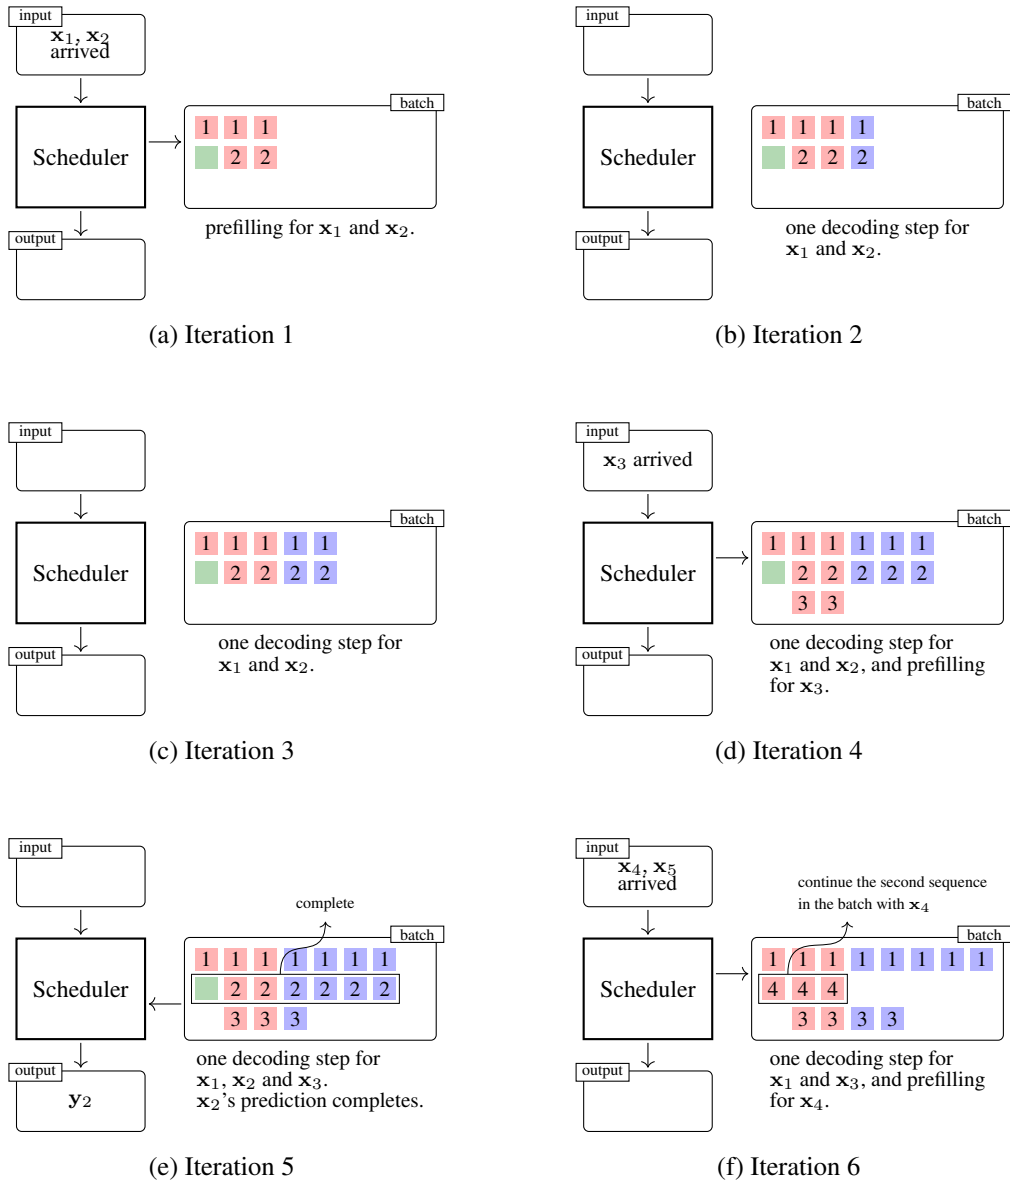 input
x₁, x₂
arrived
Scheduler
batch
1 1 1
2 2
prefilling for x₁ and x₂.
output
(a) Iteration 1
input
Scheduler
batch
1 1 1 1
2 2 2
one decoding step for
x₁ and x₂.
output
(b) Iteration 2
input
Scheduler
batch
1 1 1 1 1
2 2 2 2
one decoding step for
x₁ and x₂.
output
(c) Iteration 3
input
x₃ arrived
Scheduler
batch
1 1 1 1 1 1
2 2 2 2 2
3 3
one decoding step for
x₁ and x₂, and prefilling
for x₃.
output
(d) Iteration 4
input
complete
Scheduler
batch
1 1 1 1 1 1 1
2 2 2 2 2 2
3 3 3
one decoding step for
x₁, x₂ and x₃.
x₂’s prediction completes.
output
y₂
(e) Iteration 5
input
x₄, x₅
arrived
continue the second sequence
in the batch with x₄
Scheduler
batch
1 1 1 1 1 1 1 1
4 4 4
3 3 3 3
one decoding step for
x₁ and x₃, and prefilling
for x₄.
output
(f) Iteration 6